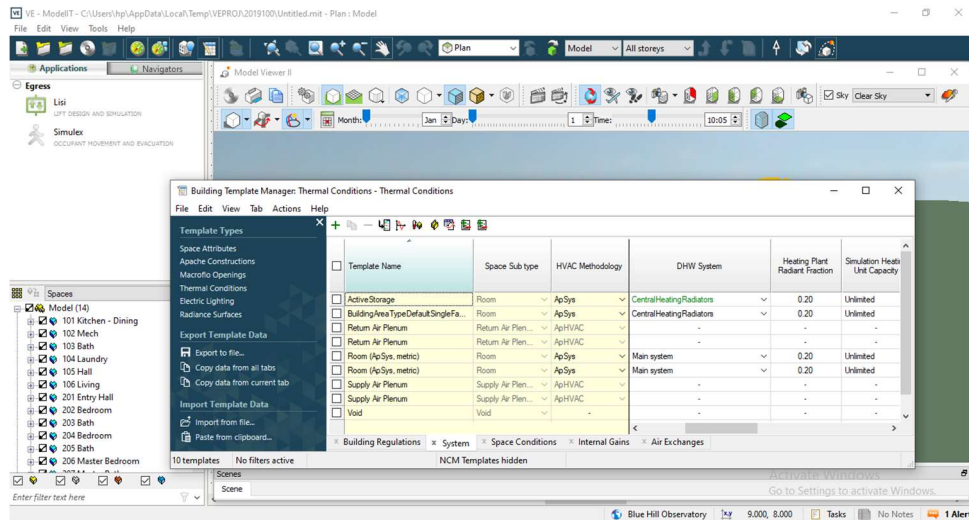 VE - ModelIT - C:\Users\hp\AppData\Local\Temp\VEPROJ\2019100\Untitled.mit - Plan : Model
File Edit View Tools Help
Plan Model All storeys
Applications Navigators
Model Viewer II
Egress
Lisi
LIFT DESIGN AND SIMULATION
Simulex
OCCUPANT MOVEMENT AND EVACUATION
Sky Clear Sky
Month: Jan Day: 1 Time: 10:05
Building Template Manager: Thermal Conditions - Thermal Conditions
File Edit View Tab Actions Help
Template Types
Space Attributes
Apache Constructions
Macroflo Openings
Thermal Conditions
Electric Lighting
Radiance Surfaces
Export Template Data
Export to file...
Copy data from all tabs
Copy data from current tab
Import Template Data
Import from file...
Paste from clipboard...
Template Name Space Sub type HVAC Methodology DHW System Heating Plant Radiant Fraction Simulation Heati Unit Capacity
ActiveStorage Room ApSys CentralHeatingRadiators 0.20 Unlimited
BuildingAreaTypeDefaultSingleFa... Room ApSys CentralHeatingRadiators 0.20 Unlimited
Return Air Plenum Return Air Plen... ApHVAC - - -
Return Air Plenum Return Air Plen... ApHVAC - - -
Room (ApSys, metric) Room ApSys Main system 0.20 Unlimited
Room (ApSys, metric) Room ApSys Main system 0.20 Unlimited
Supply Air Plenum Supply Air Plen... ApHVAC - - -
Supply Air Plenum Supply Air Plen... ApHVAC - - -
Void Void - - - -
Building Regulations System Space Conditions Internal Gains Air Exchanges
10 templates No filters active NCM Templates hidden
Spaces
Model (14)
101 Kitchen - Dining
102 Mech
103 Bath
104 Laundry
105 Hall
106 Living
201 Entry Hall
202 Bedroom
203 Bath
204 Bedroom
205 Bath
206 Master Bedroom
Enter filter text here
Scenes
Scene
Activate Windows
Go to Settings to activate Windows.
Blue Hill Observatory 9.000, 8.000 Tasks No Notes 1 Aler